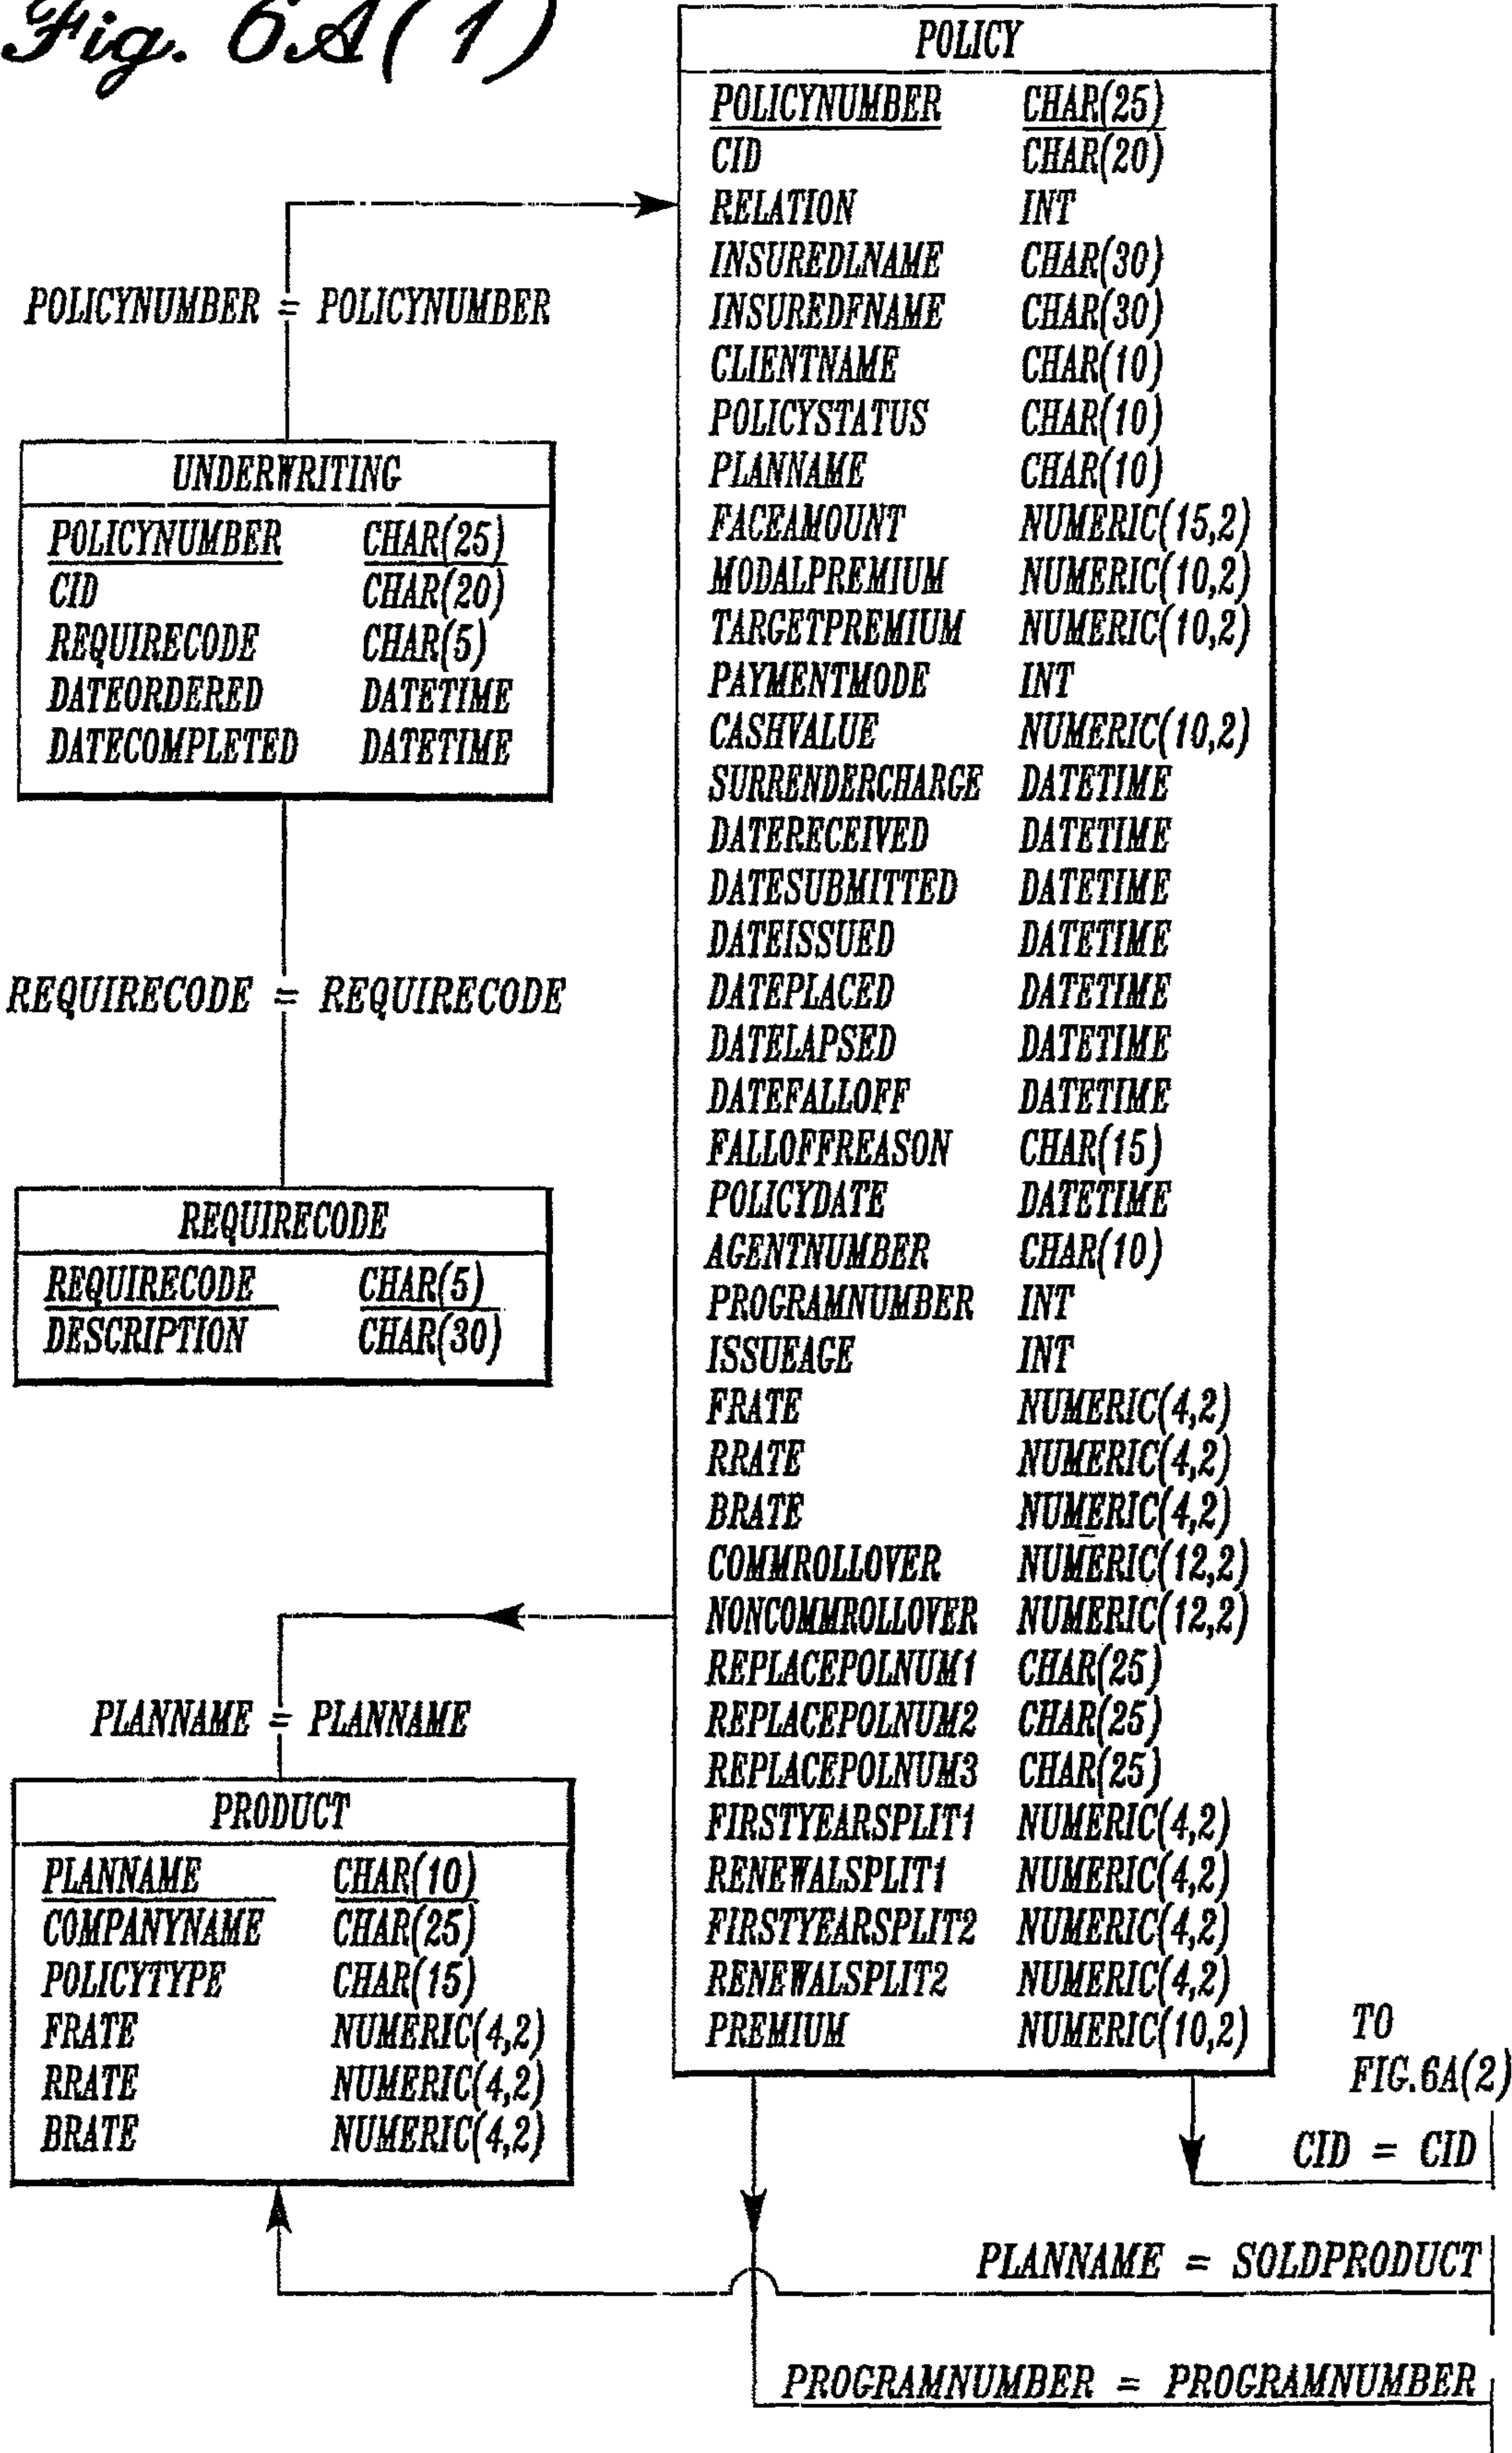 Fig. 6A(1)
POLICY
POLICYNUMBER CHAR(25)
CID CHAR(20)
RELATION INT
INSUREDLNAME CHAR(30)
INSUREDFNAME CHAR(30)
CLIENTNAME CHAR(10)
POLICYSTATUS CHAR(10)
PLANNAME CHAR(10)
FACEAMOUNT NUMERIC(15,2)
MODALPREMIUM NUMERIC(10,2)
TARGETPREMIUM NUMERIC(10,2)
PAYMENTMODE INT
CASHVALUE NUMERIC(10,2)
SURRENDERCHARGE DATETIME
DATERECEIVED DATETIME
DATESUBMITTED DATETIME
DATEISSUED DATETIME
DATEPLACED DATETIME
DATELAPSED DATETIME
DATEFALLOFF DATETIME
FALLOFFREASON CHAR(15)
POLICYDATE DATETIME
AGENTNUMBER CHAR(10)
PROGRAMNUMBER INT
ISSUEAGE INT
FRATE NUMERIC(4,2)
RRATE NUMERIC(4,2)
BRATE NUMERIC(4,2)
COMMROLLOVER NUMERIC(12,2)
NONCOMMROLLOVER NUMERIC(12,2)
REPLACEPOLNUM1 CHAR(25)
REPLACEPOLNUM2 CHAR(25)
REPLACEPOLNUM3 CHAR(25)
FIRSTYEARSPLIT1 NUMERIC(4,2)
RENEWALSPLIT1 NUMERIC(4,2)
FIRSTYEARSPLIT2 NUMERIC(4,2)
RENEWALSPLIT2 NUMERIC(4,2)
PREMIUM NUMERIC(10,2)
POLICYNUMBER = POLICYNUMBER
UNDERWRITING
POLICYNUMBER CHAR(25)
CID CHAR(20)
REQUIRECODE CHAR(5)
DATEORDERED DATETIME
DATECOMPLETED DATETIME
REQUIRECODE = REQUIRECODE
REQUIRECODE
REQUIRECODE CHAR(5)
DESCRIPTION CHAR(30)
PLANNAME = PLANNAME
PRODUCT
PLANNAME CHAR(10)
COMPANYNAME CHAR(25)
POLICYTYPE CHAR(15)
FRATE NUMERIC(4,2)
RRATE NUMERIC(4,2)
BRATE NUMERIC(4,2)
TO
FIG.6A(2)
CID = CID
PLANNAME = SOLDPRODUCT
PROGRAMNUMBER = PROGRAMNUMBER